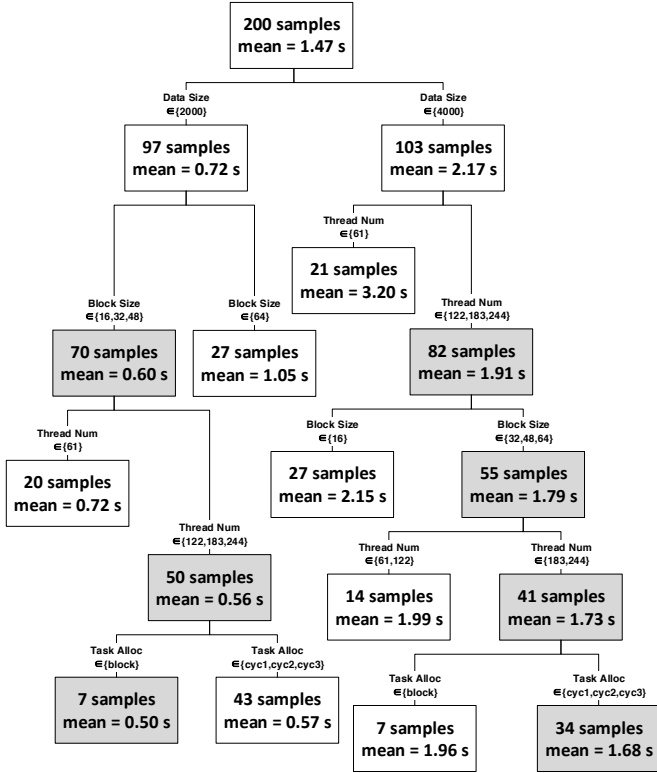 200 samples
mean = 1.47 s
Data Size
∈{2000}
Data Size
∈{4000}
97 samples
mean = 0.72 s
103 samples
mean = 2.17 s
Thread Num
∈{61}
21 samples
mean = 3.20 s
Block Size
∈{16,32,48}
Block Size
∈{64}
Thread Num
∈{122,183,244}
70 samples
mean = 0.60 s
27 samples
mean = 1.05 s
82 samples
mean = 1.91 s
Thread Num
∈{61}
Block Size
∈{16}
Block Size
∈{32,48,64}
20 samples
mean = 0.72 s
27 samples
mean = 2.15 s
55 samples
mean = 1.79 s
Thread Num
∈{122,183,244}
Thread Num
∈{61,122}
Thread Num
∈{183,244}
50 samples
mean = 0.56 s
14 samples
mean = 1.99 s
41 samples
mean = 1.73 s
Task Alloc
∈{block}
Task Alloc
∈{cyc1,cyc2,cyc3}
Task Alloc
∈{block}
Task Alloc
∈{cyc1,cyc2,cyc3}
7 samples
mean = 0.50 s
43 samples
mean = 0.57 s
7 samples
mean = 1.96 s
34 samples
mean = 1.68 s